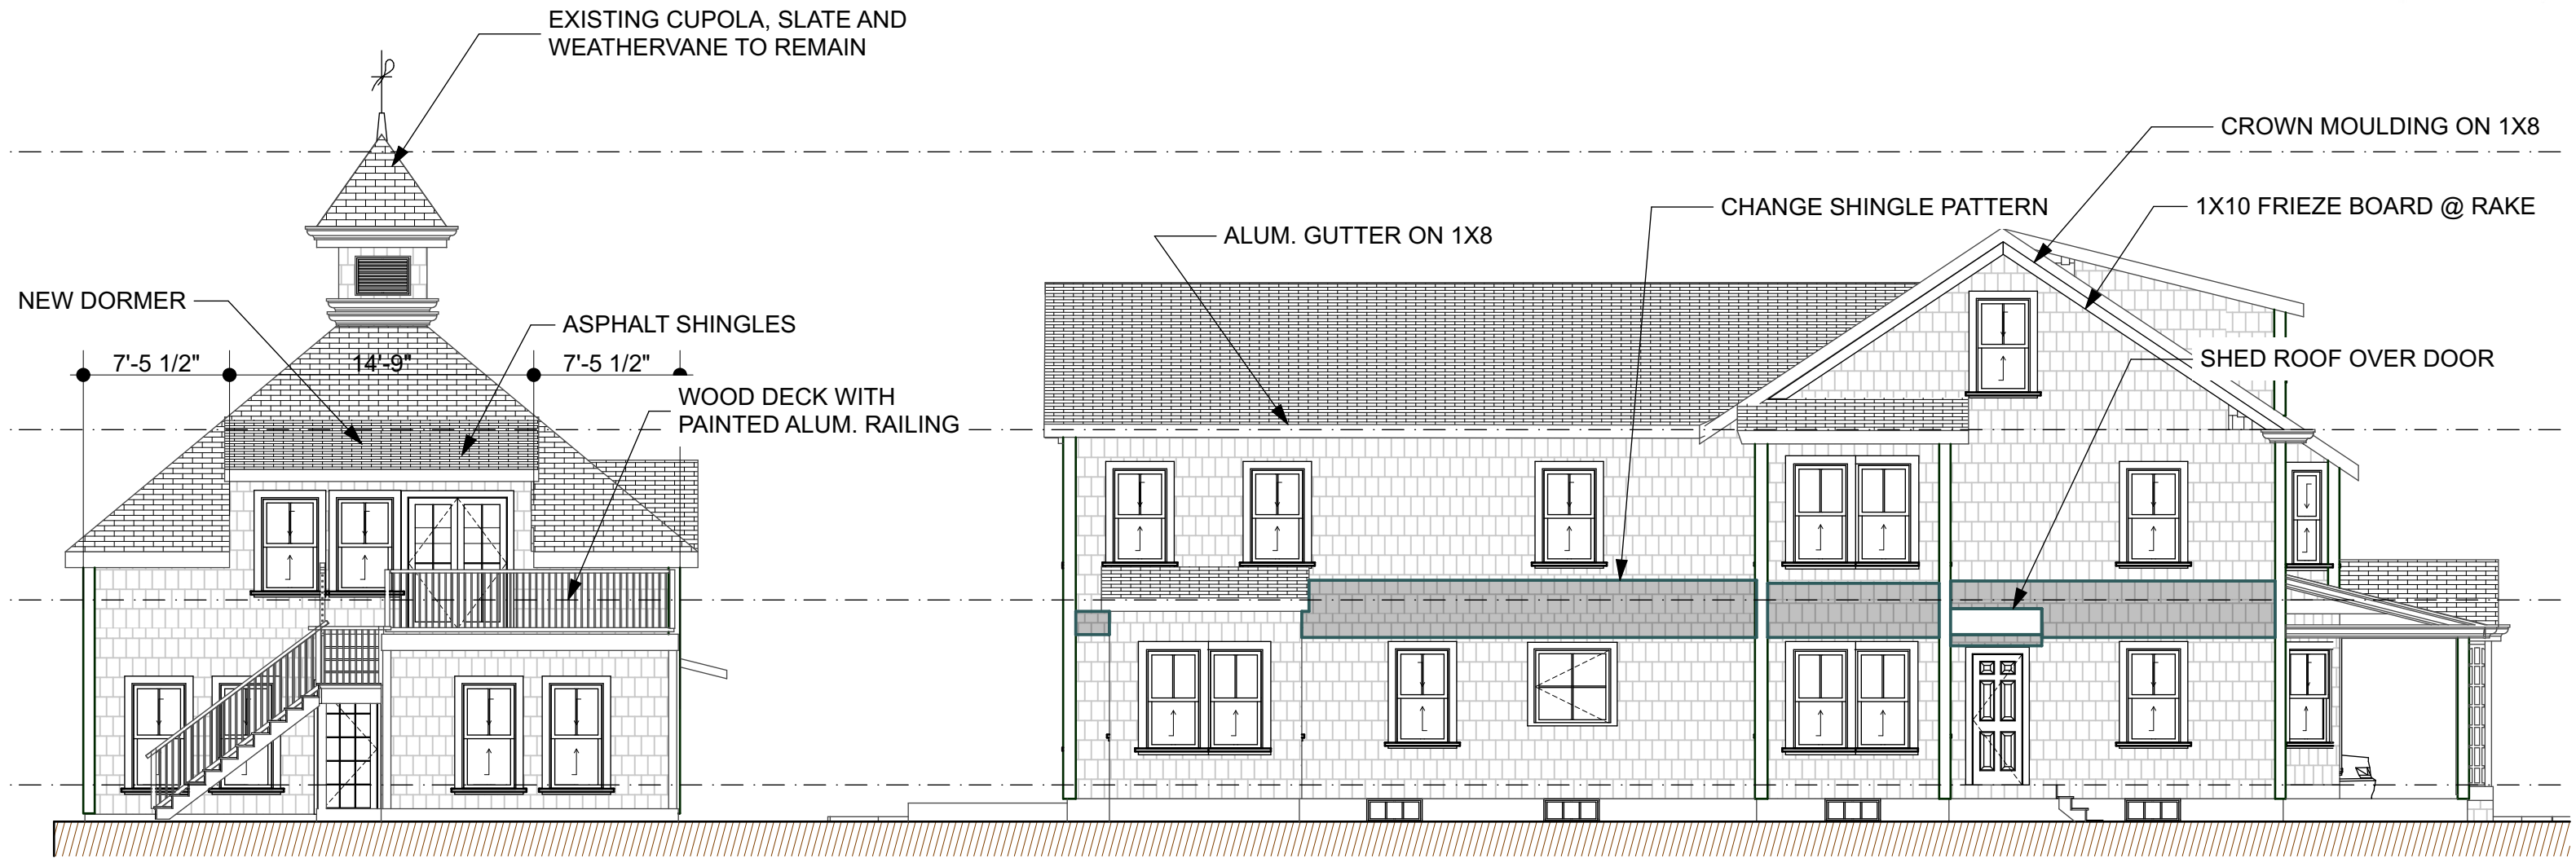 EXISTING CUPOLA, SLATE AND
WEATHERVANE TO REMAIN
CROWN MOULDING ON 1X8
CHANGE SHINGLE PATTERN
1X10 FRIEZE BOARD @ RAKE
ALUM. GUTTER ON 1X8
NEW DORMER
ASPHALT SHINGLES
7'-5 1/2"
14'-9"
7'-5 1/2"
SHED ROOF OVER DOOR
WOOD DECK WITH
PAINTED ALUM. RAILING